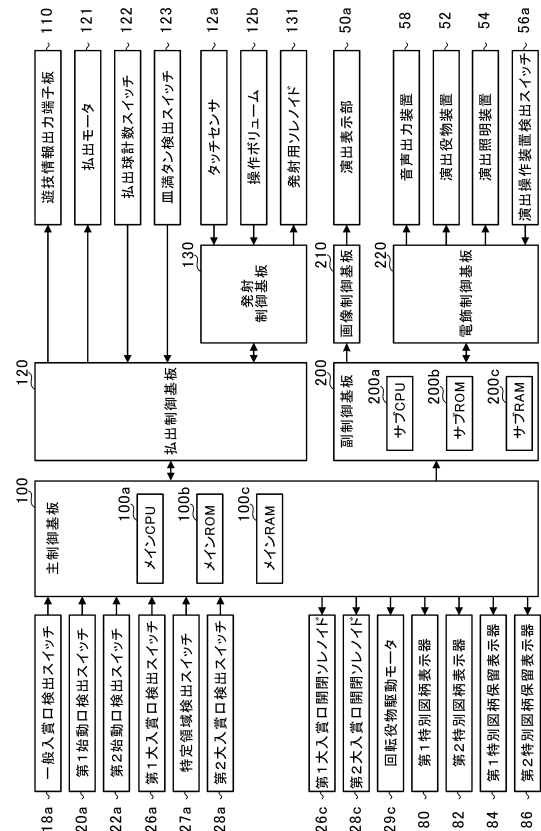 18a 一般入賞口検出スイッチ
20a 第1始動口検出スイッチ
22a 第2始動口検出スイッチ
26a 第1大入賞口検出スイッチ
27a 特定領域検出スイッチ
28a 第2大入賞口検出スイッチ
26c 第1大入賞口開閉ソレノイド
28c 第2大入賞口開閉ソレノイド
29c 回転役物駆動モータ
80 第1特別図柄表示器
82 第2特別図柄表示器
84 第1特別図柄保留表示器
86 第2特別図柄保留表示器
100
主制御基板
100a
メインCPU
100b
メインROM
100c
メインRAM
120
払出制御基板
200
副制御基板
200a
サブCPU
200b
サブROM
200c
サブRAM
130
発射
制御基板
210
画像制御基板
220
電飾制御基板
遊技情報出力端子板 110
払出モータ 121
払出球計数スイッチ 122
皿満タン検出スイッチ 123
タッチセンサ 12a
操作ボリューム 12b
発射用ソレノイド 131
演出表示部 50a
音声出力装置 58
演出役物装置 52
演出照明装置 54
演出操作装置検出スイッチ 56a